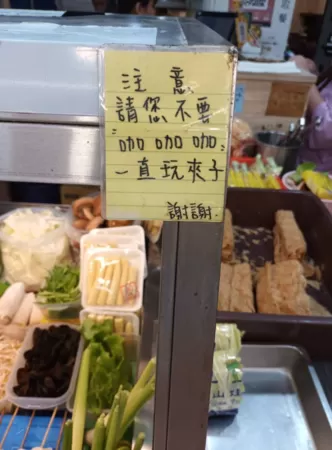 注意
請您不要
"咖咖咖"
一直玩夾子
謝謝.